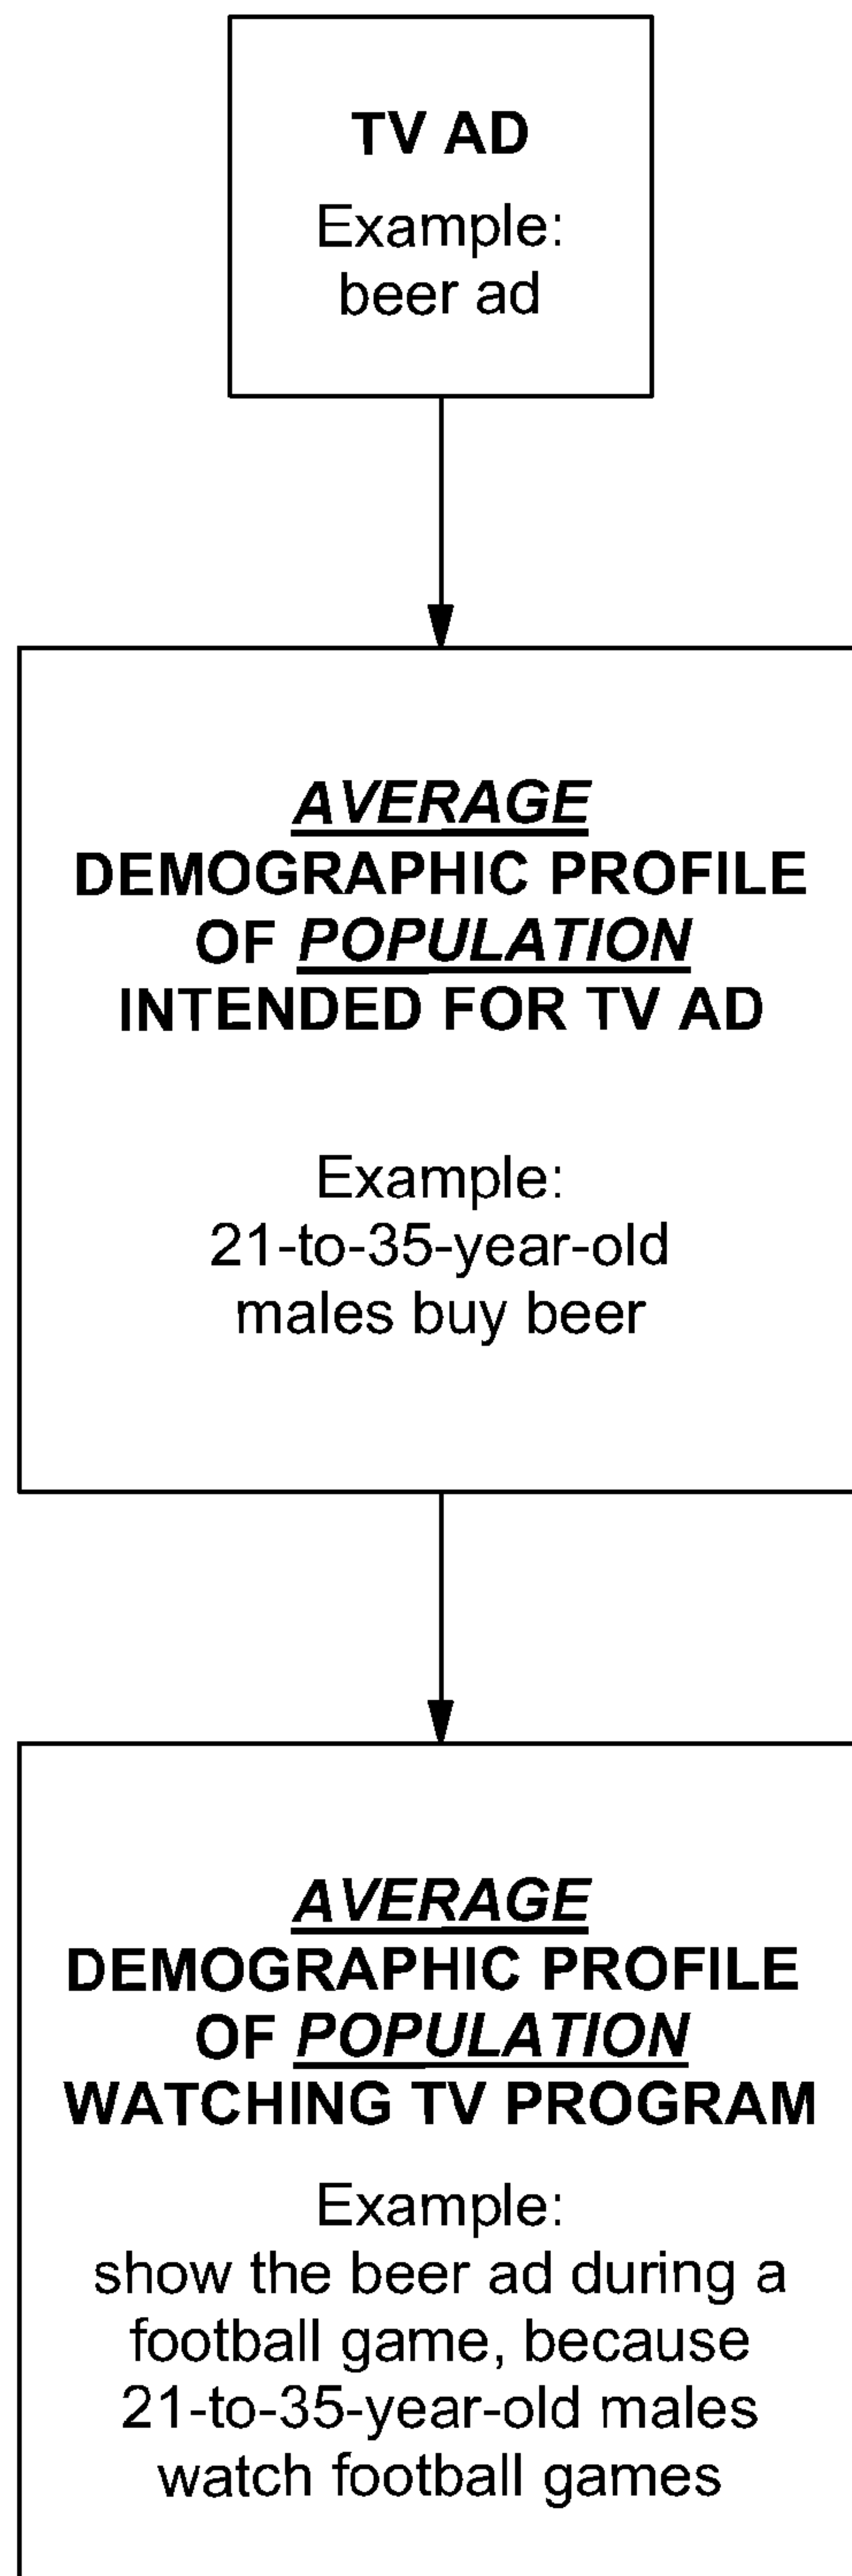 TV AD
Example:
beer ad
AVERAGE
DEMOGRAPHIC PROFILE
OF POPULATION
INTENDED FOR TV AD
Example:
21-to-35-year-old
males buy beer
AVERAGE
DEMOGRAPHIC PROFILE
OF POPULATION
WATCHING TV PROGRAM
Example:
show the beer ad during a
football game, because
21-to-35-year-old males
watch football games